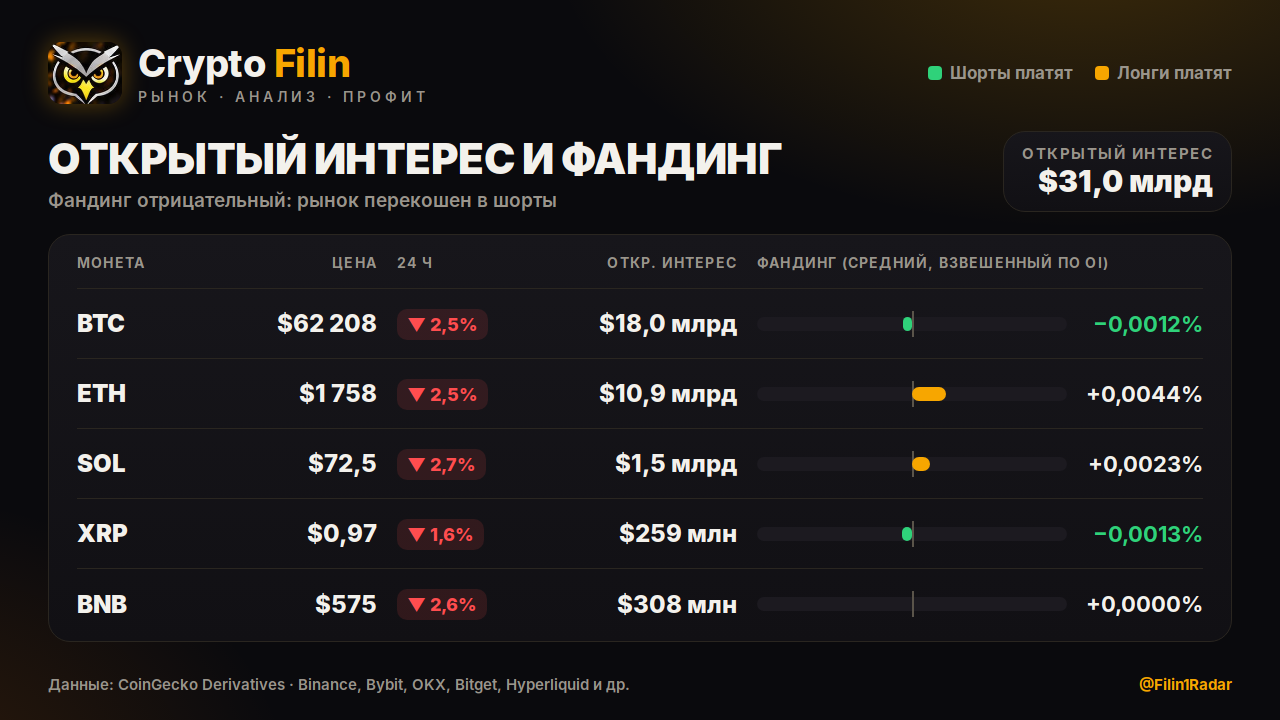 Crypto Filin
РЫНОК · АНАЛИЗ · ПРОФИТ
Шорты платят
Лонги платят
ОТКРЫТЫЙ ИНТЕРЕС И ФАНДИНГ
Фандинг отрицательный: рынок перекошен в шорты
ОТКРЫТЫЙ ИНТЕРЕС
$31,0 млрд
МОНЕТА ЦЕНА 24 Ч ОТКР. ИНТЕРЕС ФАНДИНГ (СРЕДНИЙ, ВЗВЕШЕННЫЙ ПО OI)
BTC $62 208 ▼ 2,5% $18,0 млрд −0,0012%
ETH $1 758 ▼ 2,5% $10,9 млрд +0,0044%
SOL $72,5 ▼ 2,7% $1,5 млрд +0,0023%
XRP $0,97 ▼ 1,6% $259 млн −0,0013%
BNB $575 ▼ 2,6% $308 млн +0,0000%
Данные: CoinGecko Derivatives · Binance, Bybit, OKX, Bitget, Hyperliquid и др.
@Filin1Radar